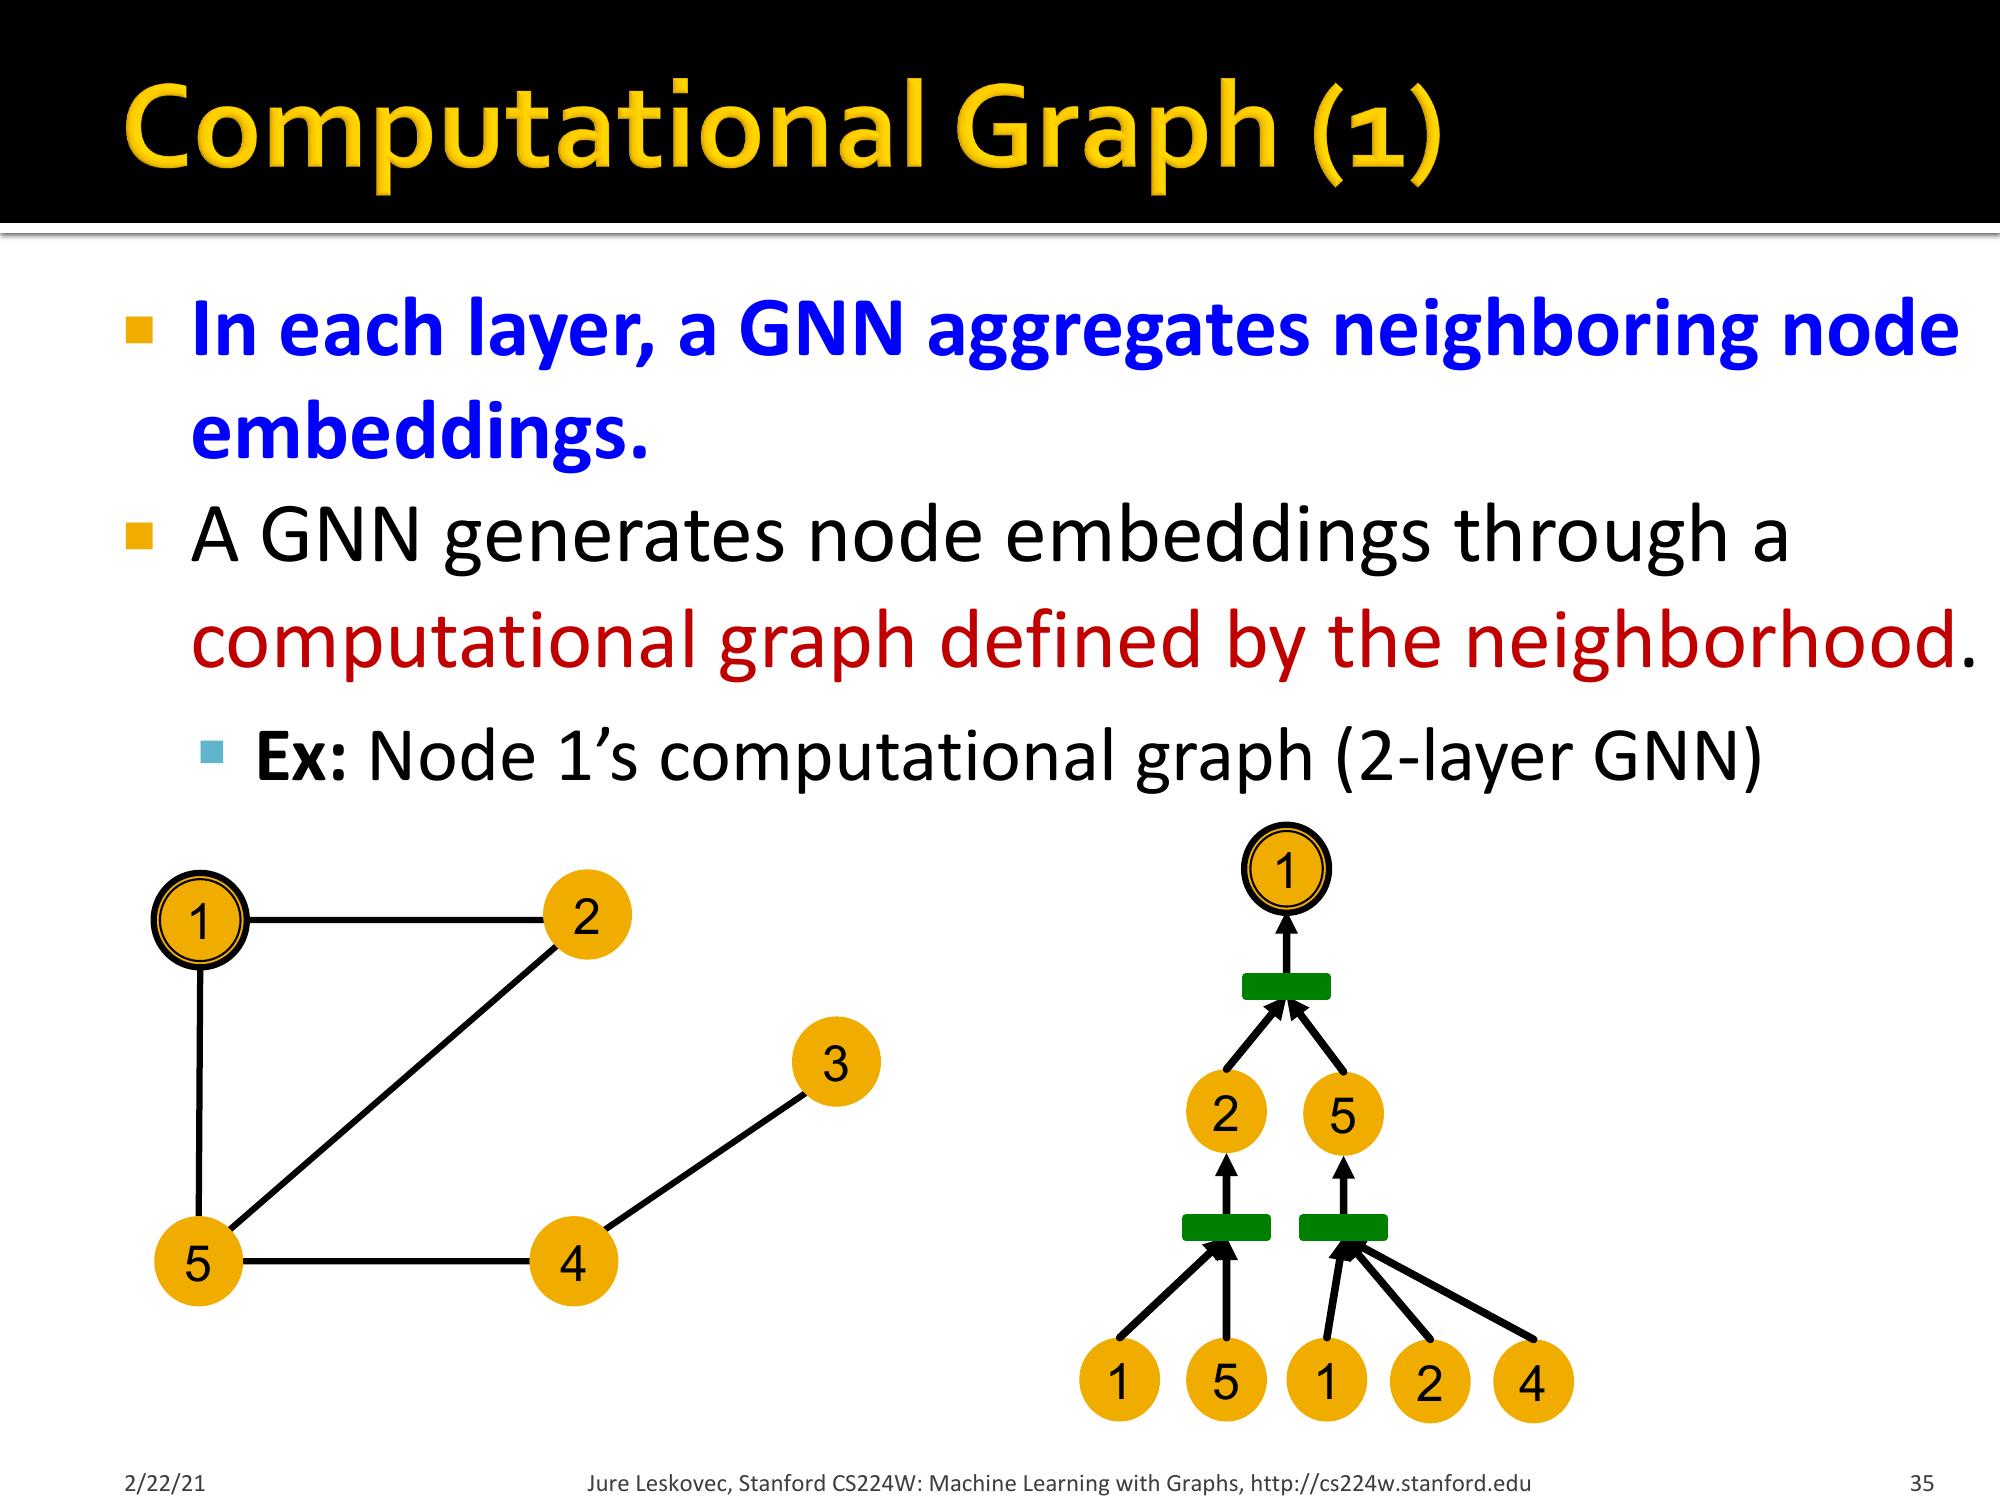 Computational Graph (1)
In each layer, a GNN aggregates neighboring node
embeddings.
A GNN generates node embeddings through a
computational graph defined by the neighborhood.
Ex: Node 1’s computational graph (2-layer GNN)
1
2
3
5
4
1
2
5
1
5
1
2
4
2/22/21
Jure Leskovec, Stanford CS224W: Machine Learning with Graphs, http://cs224w.stanford.edu
35